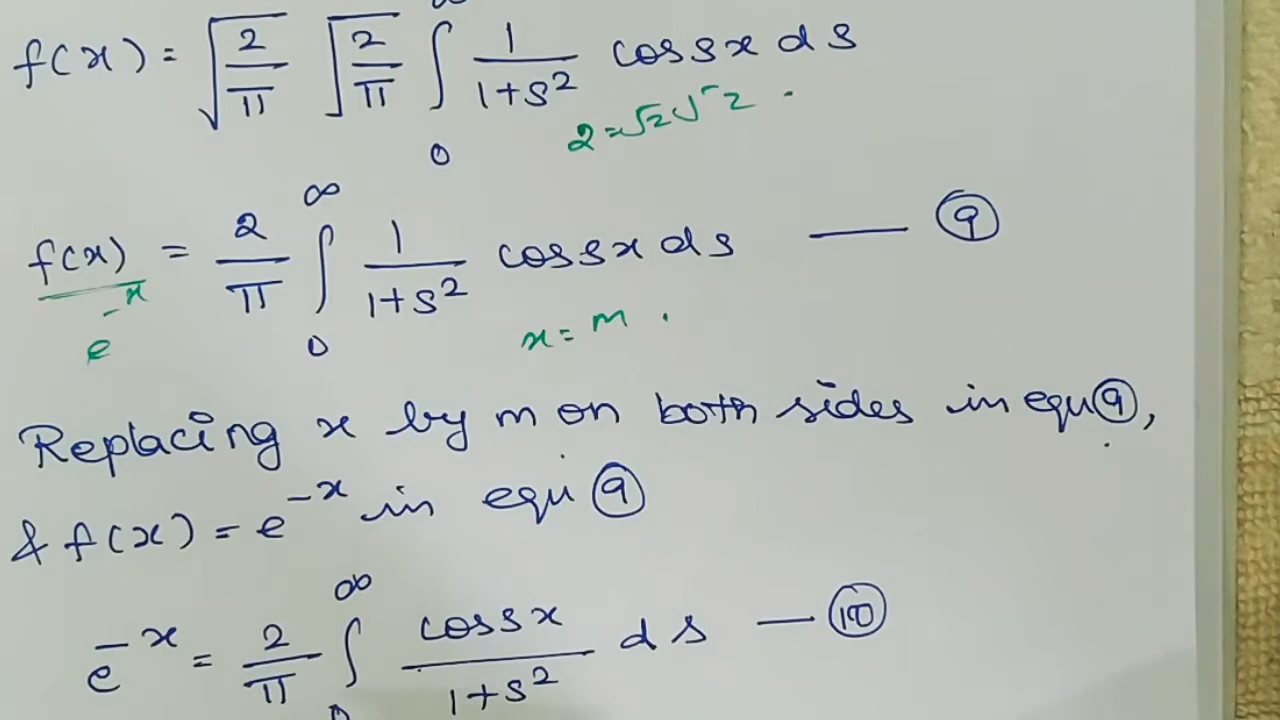 f(x) = √(2/π) √(2/π) ∫₀^∞ 1/(1+s²) cos sx ds
2 = √2 √2 .
f(x) = 2/π ∫₀^∞ 1/(1+s²) cos sx ds — ⑨
e^-x
x = m .
Replacing x by m on both sides in equ ⑨,
& f(x) = e^-x in equ ⑨
e^-x = 2/π ∫₀ ^∞ cos sx/(1+s²) ds — ⑩